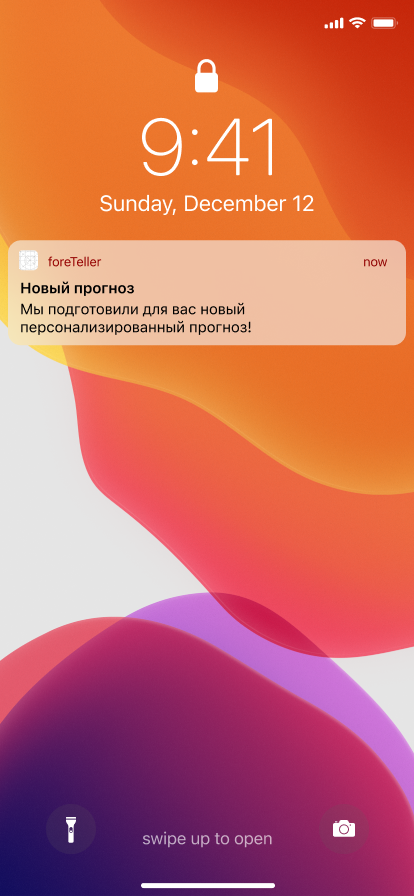 9:41
Sunday, December 12
foreTeller now
Новый прогноз
Мы подготовили для вас новый
персонализированный прогноз!
swipe up to open